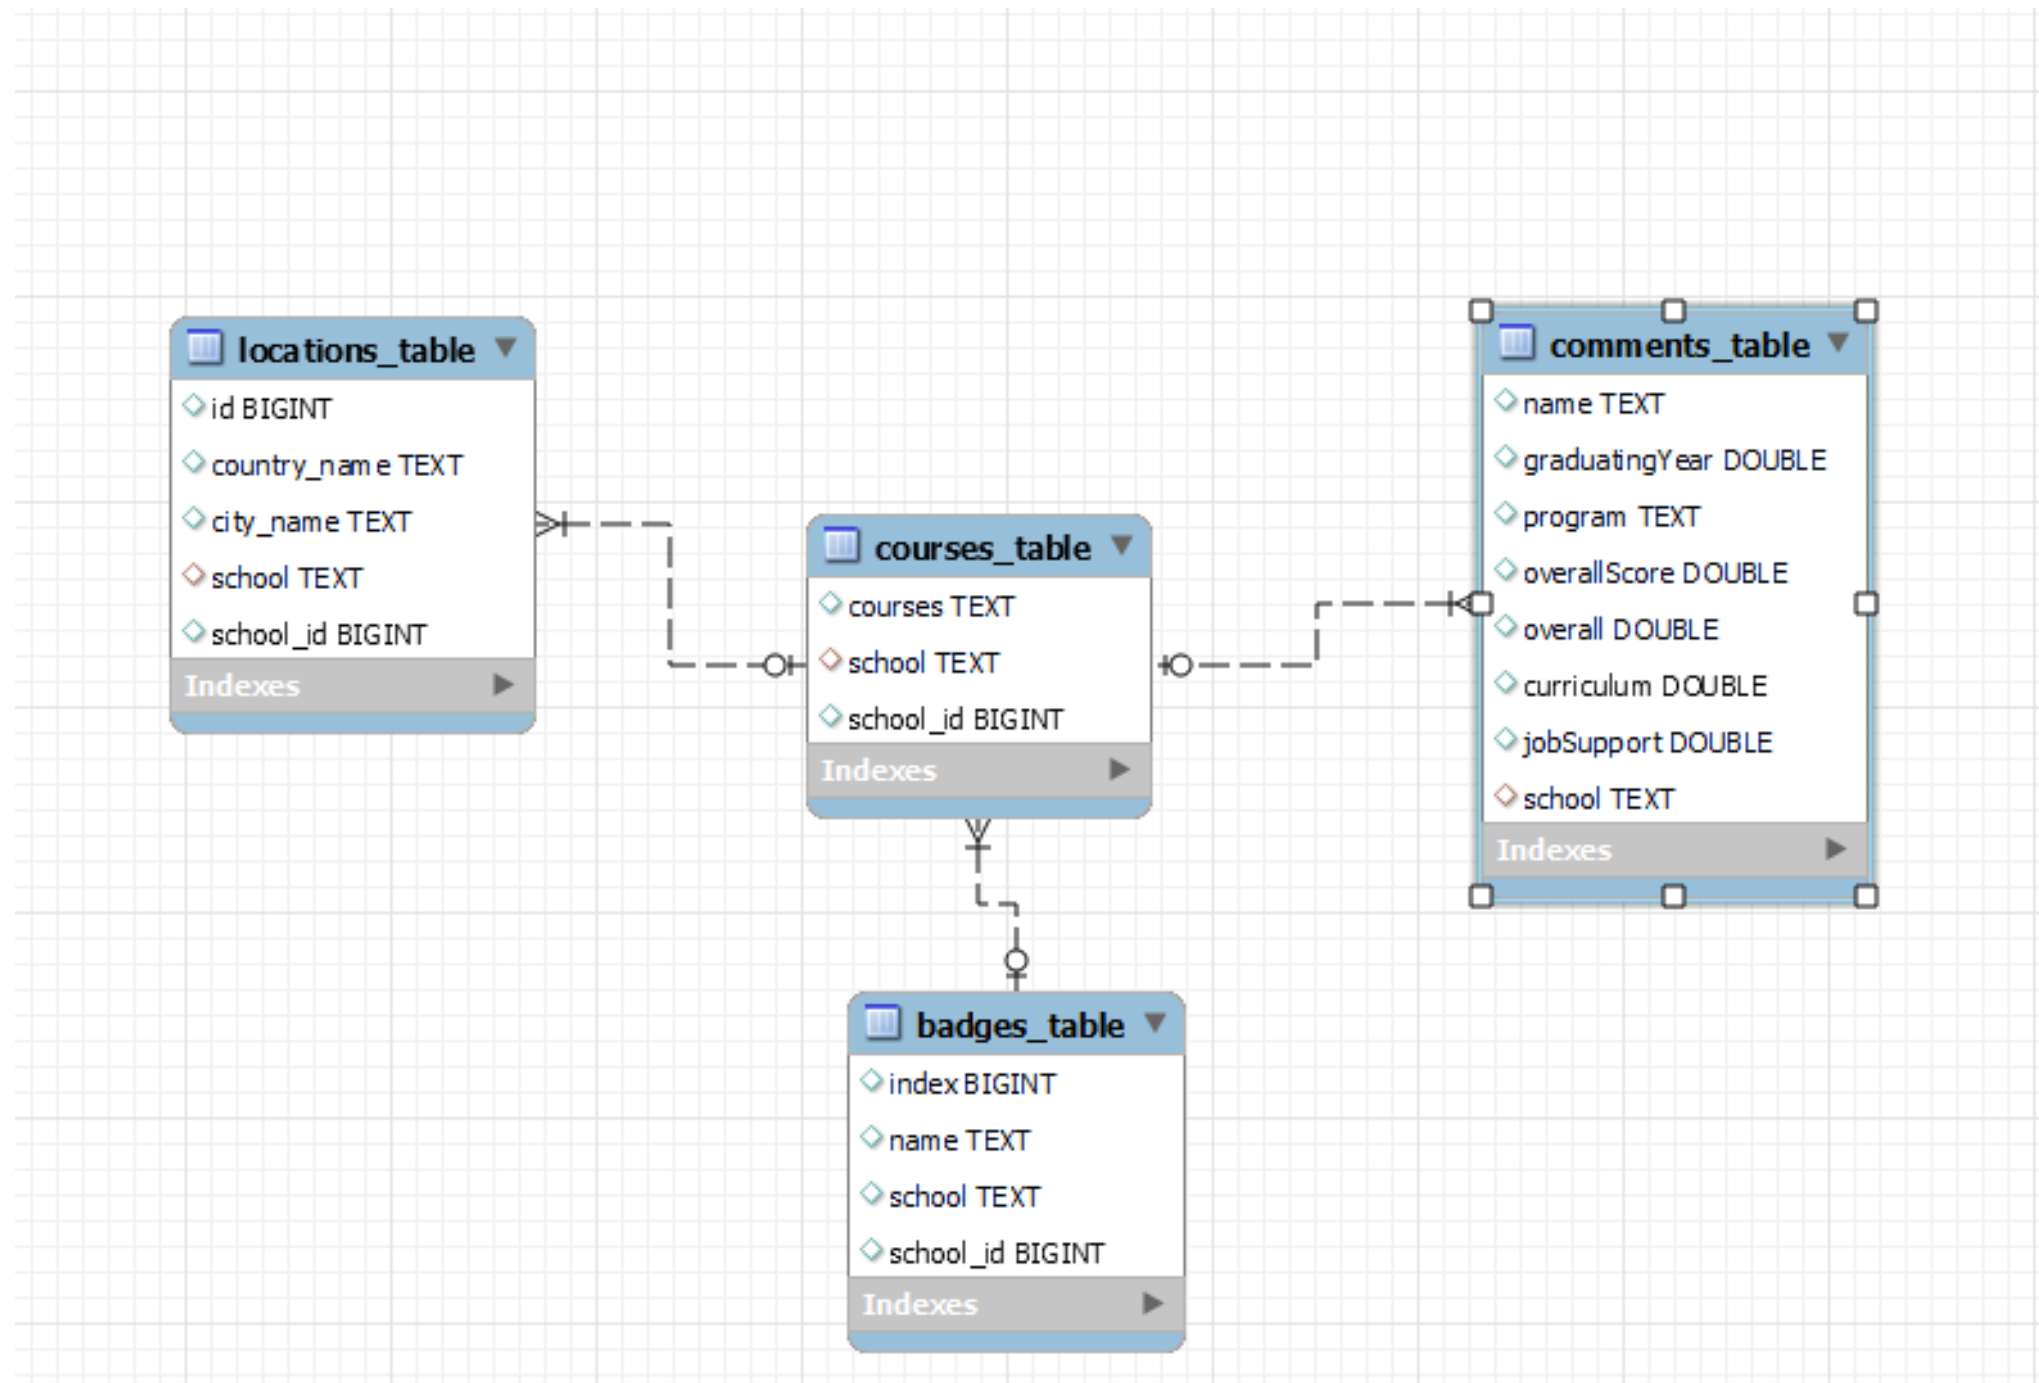 locations_table
id BIGINT
country_name TEXT
city_name TEXT
school TEXT
school_id BIGINT
Indexes
courses_table
courses TEXT
school TEXT
school_id BIGINT
Indexes
comments_table
name TEXT
graduatingYear DOUBLE
program TEXT
overallScore DOUBLE
overall DOUBLE
curriculum DOUBLE
jobSupport DOUBLE
school TEXT
Indexes
badges_table
index BIGINT
name TEXT
school TEXT
school_id BIGINT
Indexes